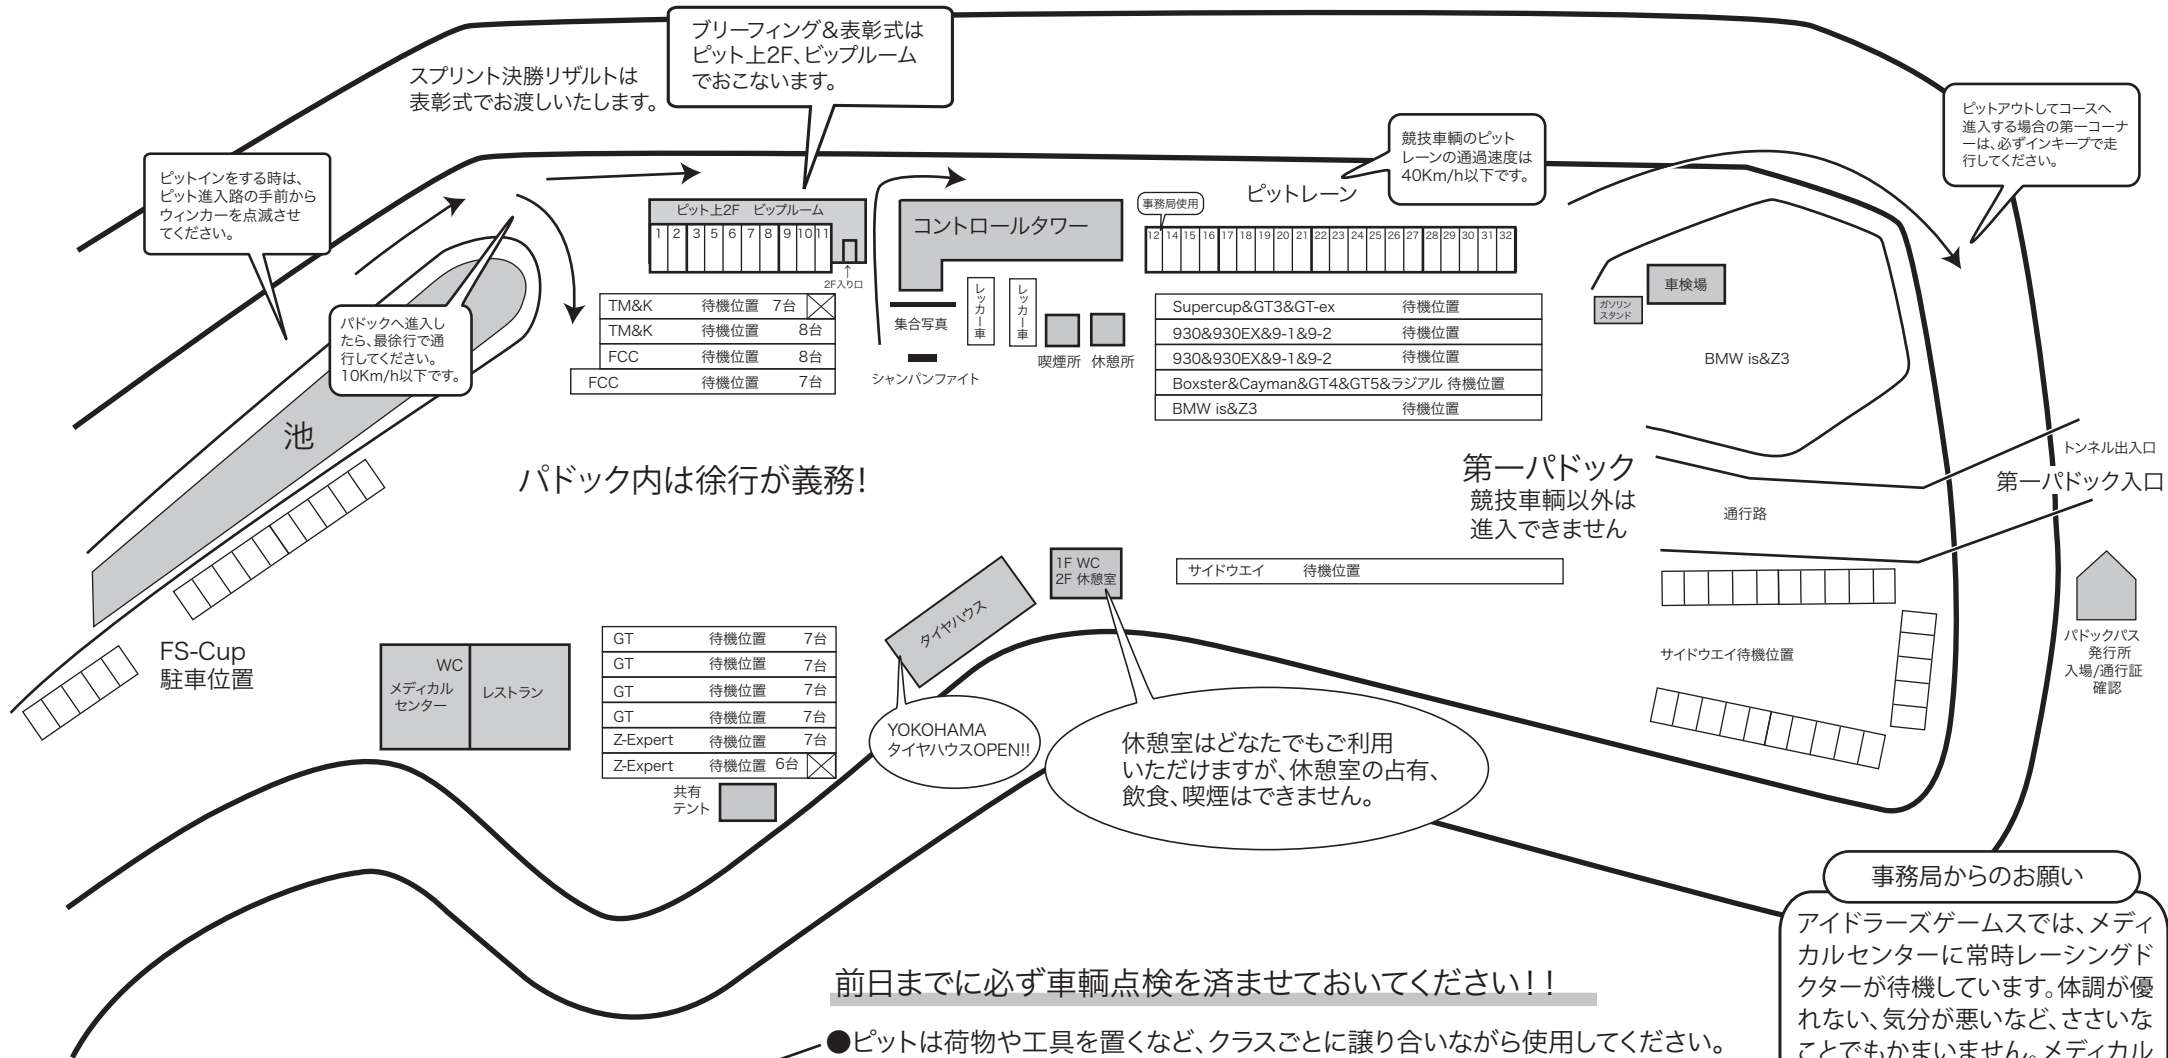 ブリーフィング&表彰式は
ピット上2F、ビップルーム
でおこないます。
スプリント決勝リザルトは
表彰式でお渡しいたします。
ピットアウトしてコースへ
進入する場合の第一コーナ
ーは、必ずインキープで走
行してください。
競技車輌のピット
レーンの通過速度は
40Km/h以下です。
ピットインをする時は、
ピット進入路の手前から
ウィンカーを点滅させ
てください。
ピットレーン
事務局使用
ピット上2F ビップルーム
1 2 3 5 6 7 8 9 10 11
2F入り口
コントロールタワー
12 14 15 16 17 18 19 20 21 22 23 24 25 26 27 28 29 30 31 32
車検場
ガソリン
スタンド
BMW is&Z3
パドックへ進入し
たら、最徐行で通
行してください。
10Km/h以下です。
TM&K 待機位置 7台
TM&K 待機位置 8台
FCC 待機位置 8台
FCC 待機位置 7台
集合写真
シャンパンファイト
レッカー車
レッカー車
喫煙所
休憩所
Supercup&GT3&GT-ex 待機位置
930&930EX&9-1&9-2 待機位置
930&930EX&9-1&9-2 待機位置
Boxster&Cayman&GT4&GT5&ラジアル 待機位置
BMW is&Z3 待機位置
池
パドック内は徐行が義務!
第一パドック
競技車輌以外は
進入できません
トンネル出入口
第一パドック入口
通行路
1F WC
2F 休憩室
サイドウエイ 待機位置
タイヤハウス
FS-Cup
駐車位置
WC
メディカル
センター
レストラン
GT 待機位置 7台
GT 待機位置 7台
GT 待機位置 7台
GT 待機位置 7台
Z-Expert 待機位置 7台
Z-Expert 待機位置 6台
共有
テント
YOKOHAMA
タイヤハウスOPEN!!
休憩室はどなたでもご利用
いただけますが、休憩室の占有、
飲食、喫煙はできません。
サイドウエイ待機位置
パドックパス
発行所
入場/通行証
確認
事務局からのお願い
アイドラーズゲームスでは、メディ
カルセンターに常時レーシングド
クターが待機しています。体調が優
れない、気分が悪いなど、ささいな
ことでもかまいません。メディカル
前日までに必ず車輌点検を済ませておいてください!!
●ピットは荷物や工具を置くなど、クラスごとに譲り合いながら使用してください。